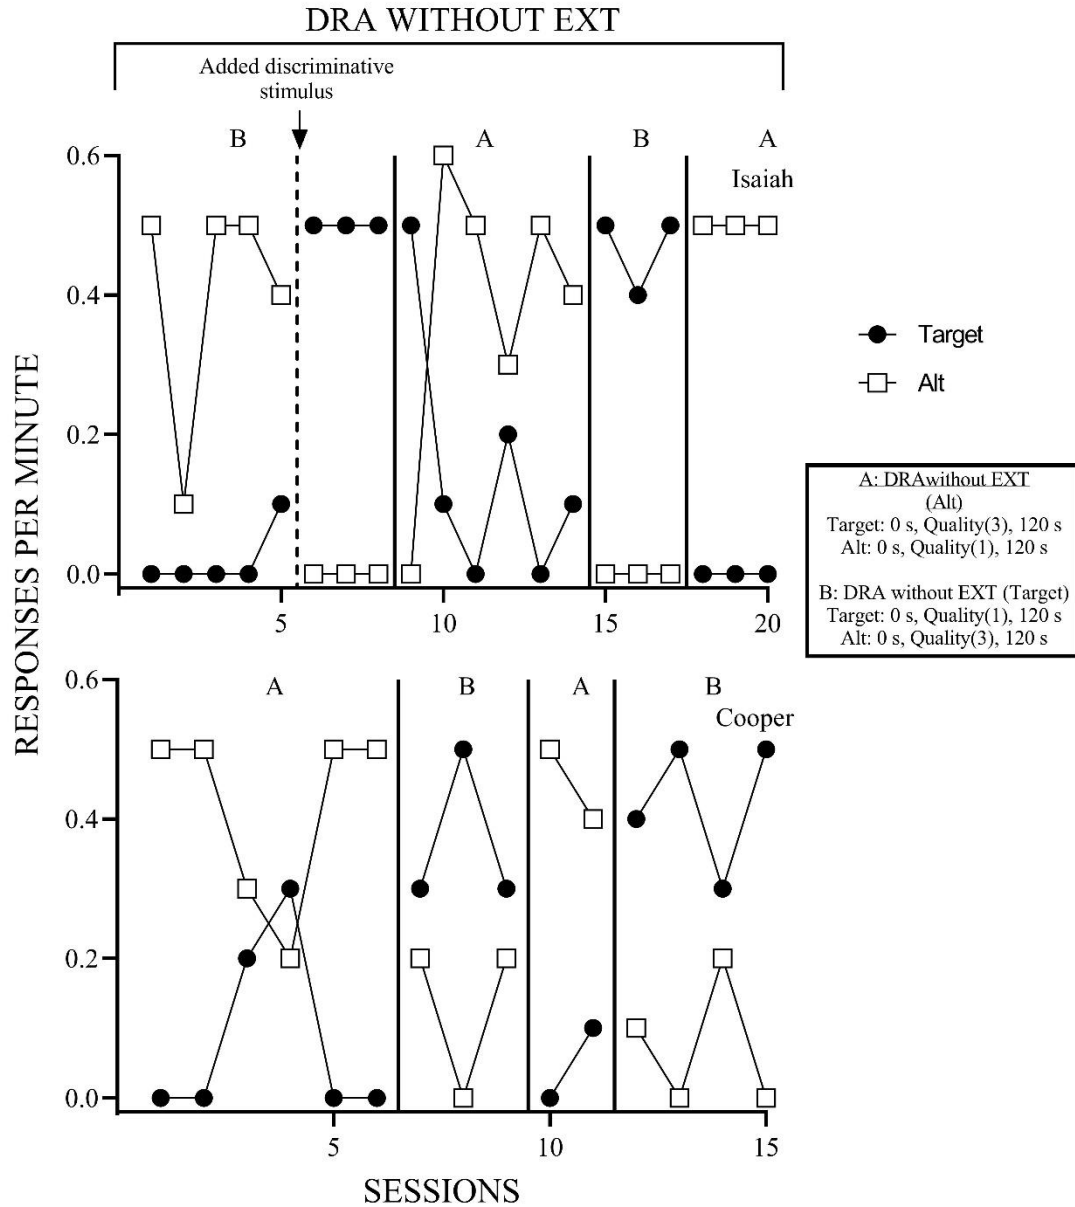 DRA WITHOUT EXT
Added discriminative
stimulus
B
A
B
A
Isaiah
0.6
0.4
0.2
0.0
5
10
15
20
Target
Alt
A: DRAwithout EXT
(Alt)
Target: 0 s, Quality(3), 120 s
Alt: 0 s, Quality(1), 120 s
B: DRA without EXT (Target)
Target: 0 s, Quality(1), 120 s
Alt: 0 s, Quality(3), 120 s
RESPONSES PER MINUTE
A
B
A
B
Cooper
0.6
0.4
0.2
0.0
5
10
15
SESSIONS